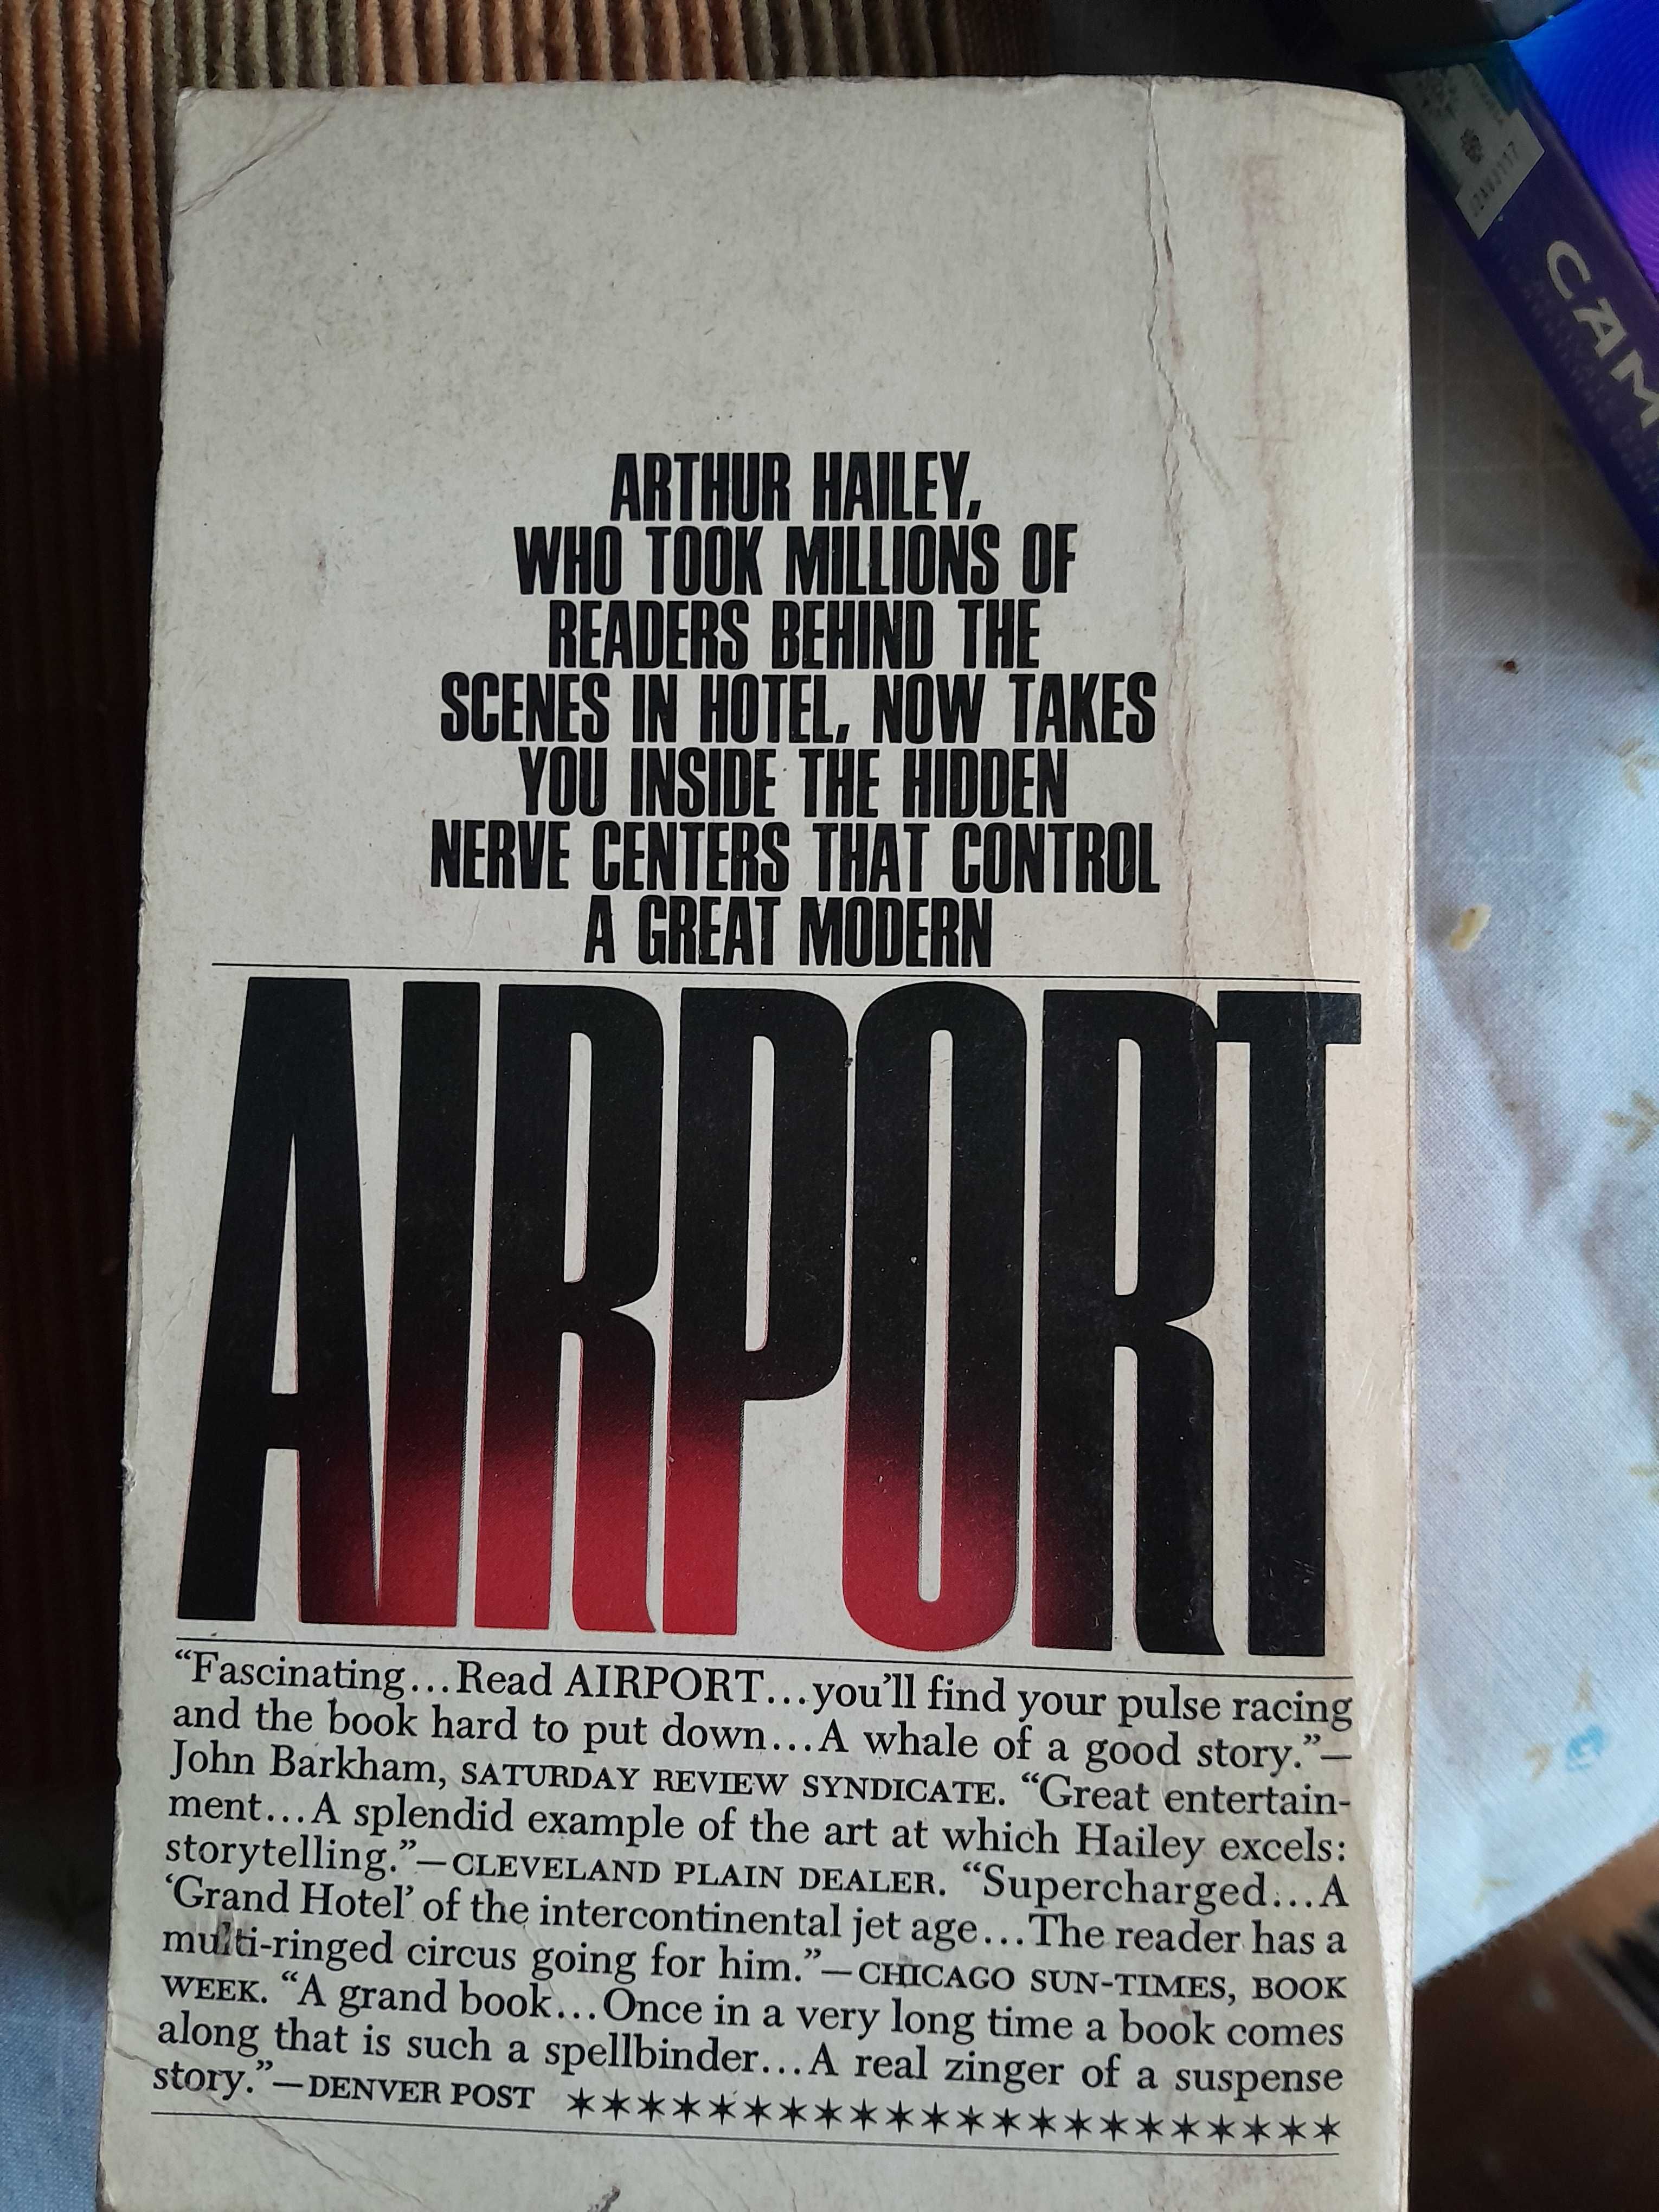 ARTHUR HAILEY,
WHO TOOK MILLIONS OF
READERS BEHIND THE
SCENES IN HOTEL, NOW TAKES
YOU INSIDE THE HIDDEN
NERVE CENTERS THAT CONTROL
A GREAT MODERN
AIRPORT
“Fascinating...Read AIRPORT...you’ll find your pulse racing
and the book hard to put down...A whale of a good story.”—
John Barkham, SATURDAY REVIEW SYNDICATE. “Great entertain-
ment...A splendid example of the art at which Hailey excels:
storytelling.”—CLEVELAND PLAIN DEALER. “Supercharged...A
‘Grand Hotel’ of the intercontinental jet age...The reader has a
multi-ringed circus going for him.”—CHICAGO SUN-TIMES, BOOK
WEEK. “A grand book...Once in a very long time a book comes
along that is such a spellbinder...A real zinger of a suspense
story.”—DENVER POST ✶✶✶✶✶✶✶✶✶✶✶✶✶✶✶✶✶✶✶✶✶✶
CAM